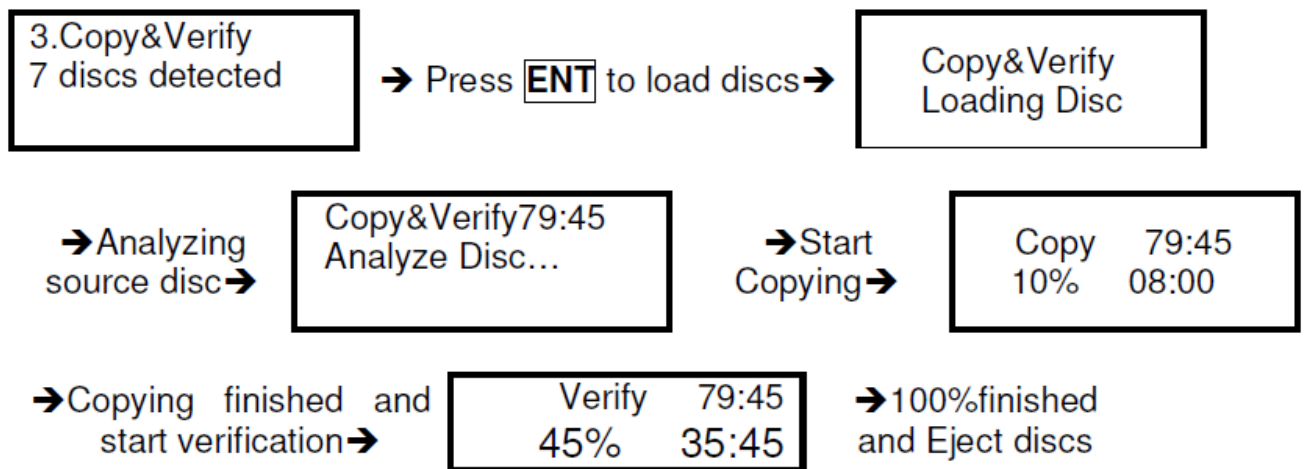 3.Copy&Verify
7 discs detected
➔ Press ENT to load discs➔
Copy&Verify
Loading Disc
➔Analyzing
source disc➔
Copy&Verify79:45
Analyze Disc...
➔Start
Copying➔
Copy 79:45
10% 08:00
➔Copying finished and
start verification➔
Verify 79:45
45% 35:45
➔100%finished
and Eject discs